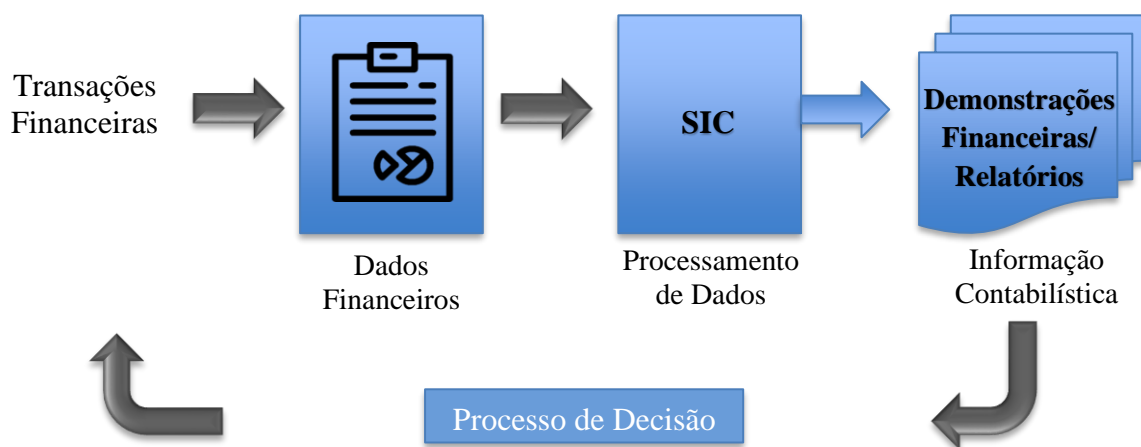 Transações
Financeiras
SIC
Demonstrações
Financeiras/
Relatórios
Dados
Financeiros
Processamento
de Dados
Informação
Contabilística
Processo de Decisão